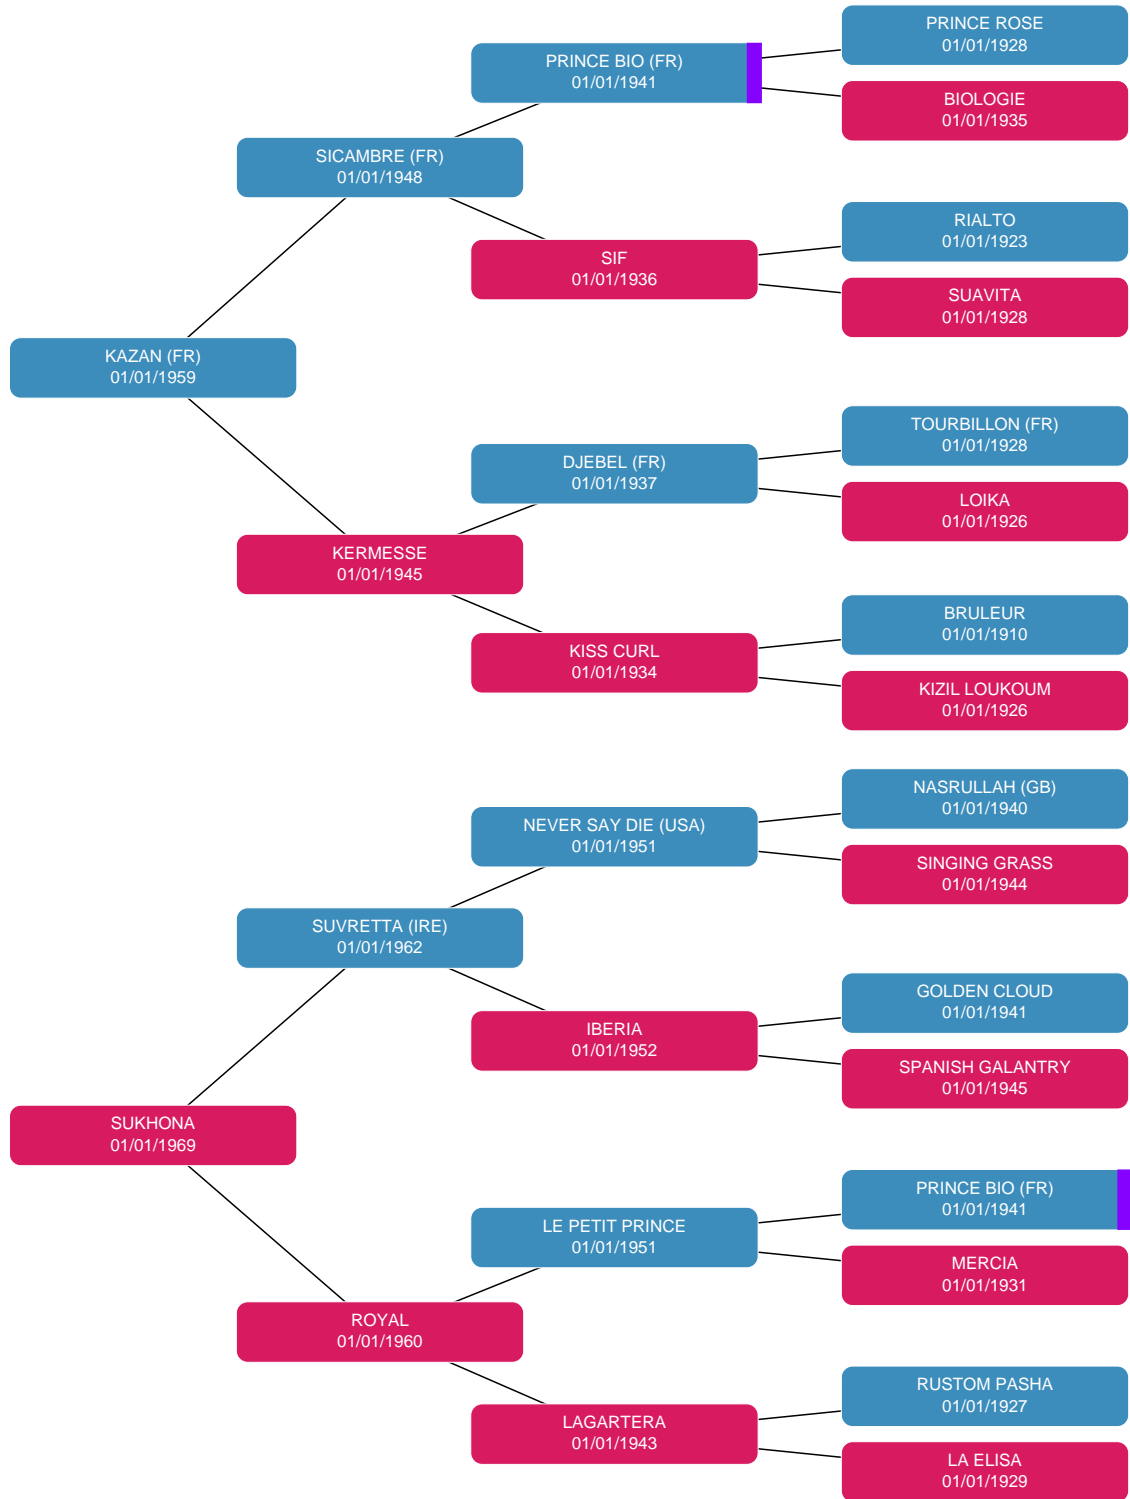 PRINCE ROSE
01/01/1928
PRINCE BIO (FR)
01/01/1941
BIOLOGIE
01/01/1935
SICAMBRE (FR)
01/01/1948
RIALTO
01/01/1923
SIF
01/01/1936
SUAVITA
01/01/1928
KAZAN (FR)
01/01/1959
TOURBILLON (FR)
01/01/1928
DJEBEL (FR)
01/01/1937
LOIKA
01/01/1926
KERMESSE
01/01/1945
BRULEUR
01/01/1910
KISS CURL
01/01/1934
KIZIL LOUKOUM
01/01/1926
NASRULLAH (GB)
01/01/1940
NEVER SAY DIE (USA)
01/01/1951
SINGING GRASS
01/01/1944
SUVRETTA (IRE)
01/01/1962
GOLDEN CLOUD
01/01/1941
IBERIA
01/01/1952
SPANISH GALANTRY
01/01/1945
SUKHONA
01/01/1969
PRINCE BIO (FR)
01/01/1941
LE PETIT PRINCE
01/01/1951
MERCIA
01/01/1931
ROYAL
01/01/1960
RUSTOM PASHA
01/01/1927
LAGARTERA
01/01/1943
LA ELISA
01/01/1929